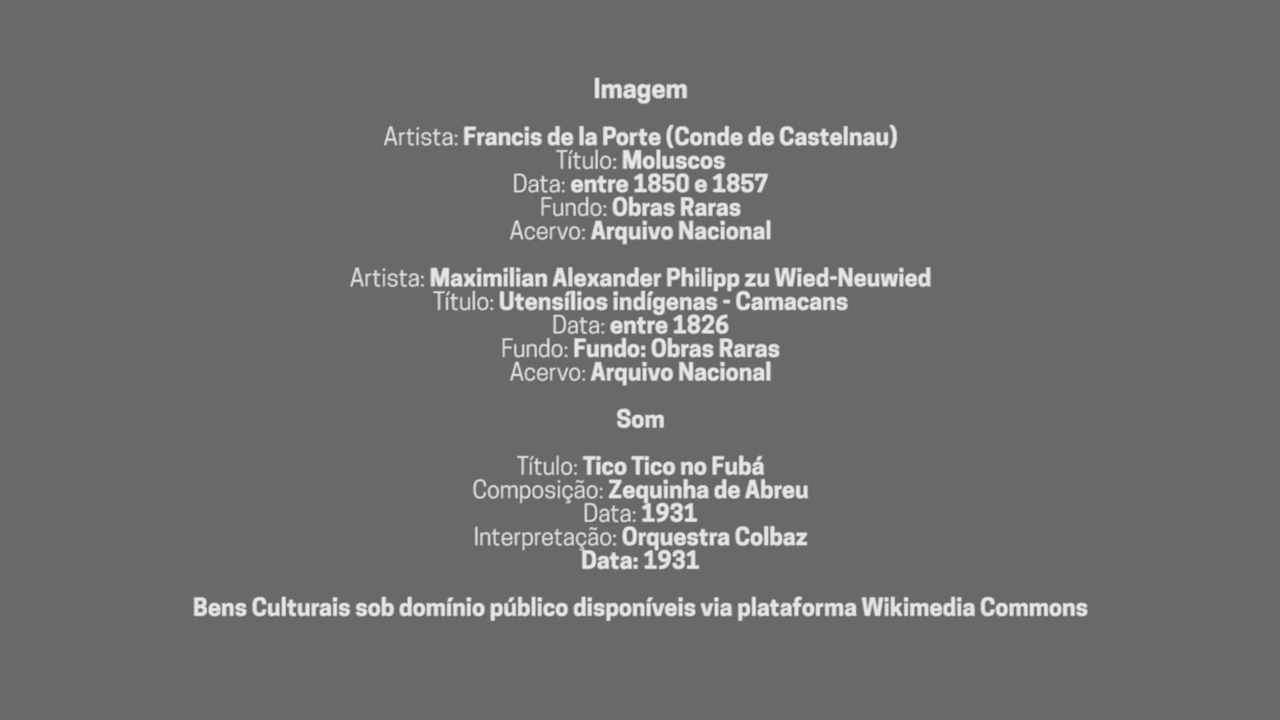 Imagem
Artista: Francis de la Porte (Conde de Castelnau)
Título: Moluscos
Data: entre 1850 e 1857
Fundo: Obras Raras
Acervo: Arquivo Nacional
Artista: Maximilian Alexander Philipp zu Wied-Neuwied
Título: Utensílios indígenas - Camacans
Data: entre 1826
Fundo: Fundo: Obras Raras
Acervo: Arquivo Nacional
Som
Título: Tico Tico no Fubá
Composição: Zequinha de Abreu
Data: 1931
Interpretação: Orquestra Colbaz
Data: 1931
Bens Culturais sob domínio público disponíveis via plataforma Wikimedia Commons